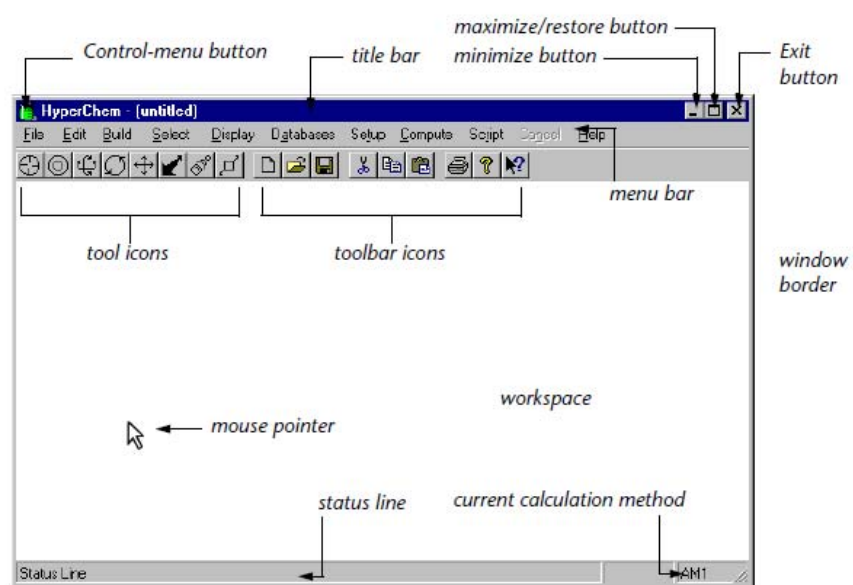 maximize/restore button
Control-menu button
title bar
minimize button
Exit
button
HyperChem - (untitled)
File Edit Build Select Display Databases Setup Compute Script Cancel Help
menu bar
tool icons
toolbar icons
window
border
workspace
mouse pointer
status line
current calculation method
Status Line
AM1